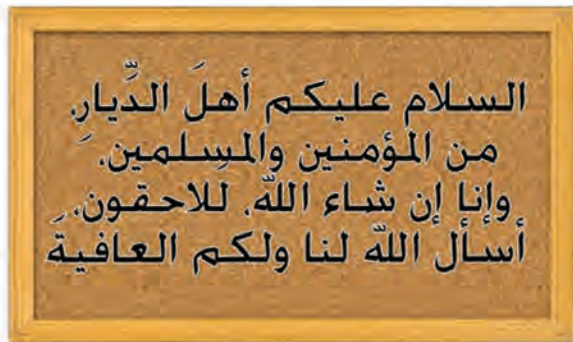 السلام عليكم أهلَ الدِّيارِ،
من المؤمنين والمسلمين،
وإنا إن شاء اللّه، للاحقون،
أسأل اللّه لنا ولكم العافيةَ